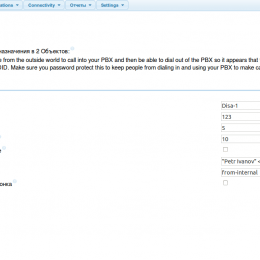 Connectivity Отчеты Settings
назначения в 2 Объектов:
from the outside world to call into your PBX and then be able to dial out of the PBX so it appears that
DID. Make sure you password protect this to keep people from dialing in and using your PBX to make
Disa-1
123
5
10
"Petr Ivanov" <
from-internal